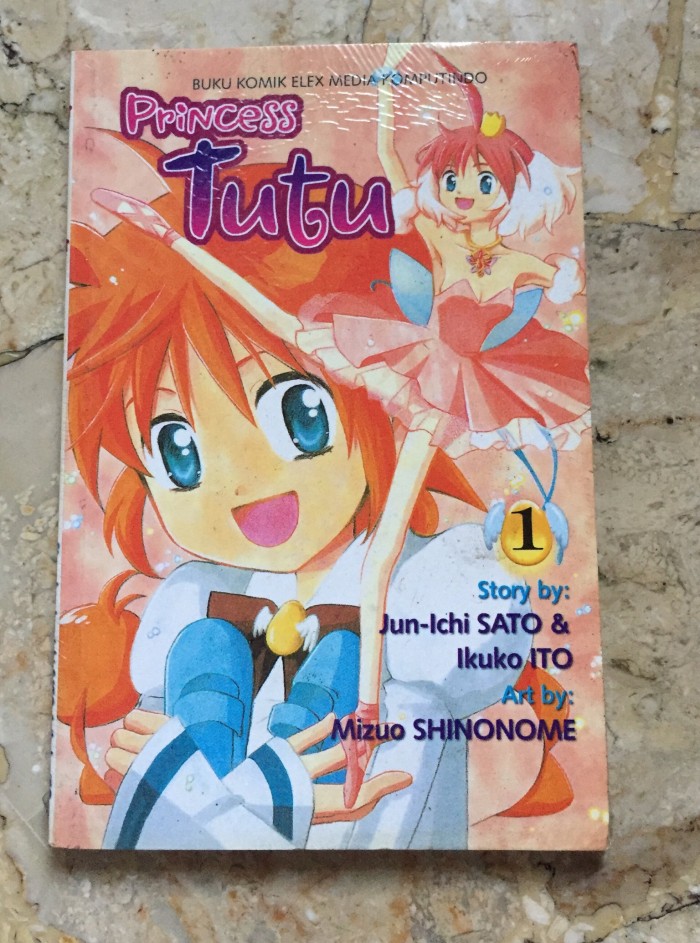 BUKU KOMIK ELEX MEDIA KOMPUTINDO
Princess
Tutu
1
Story by:
Jun-Ichi SATO &
Ikuko ITO
Art by:
Mizuo SHINONOME